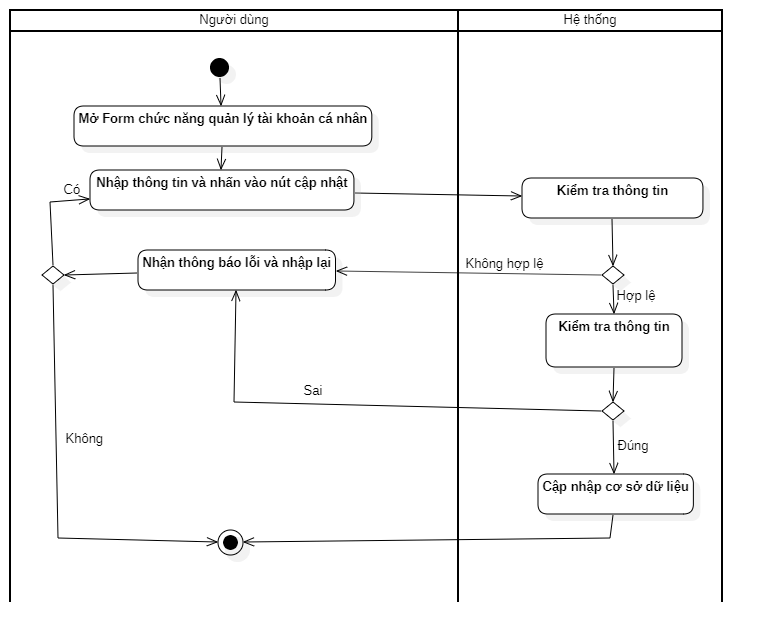 Người dùng
Hệ thống
Mở Form chức năng quản lý tài khoản cá nhân
Nhập thông tin và nhấn vào nút cập nhật
Có
Kiểm tra thông tin
Nhận thông báo lỗi và nhập lại
Không hợp lệ
Hợp lệ
Kiểm tra thông tin
Sai
Không
Đúng
Cập nhập cơ sở dữ liệu